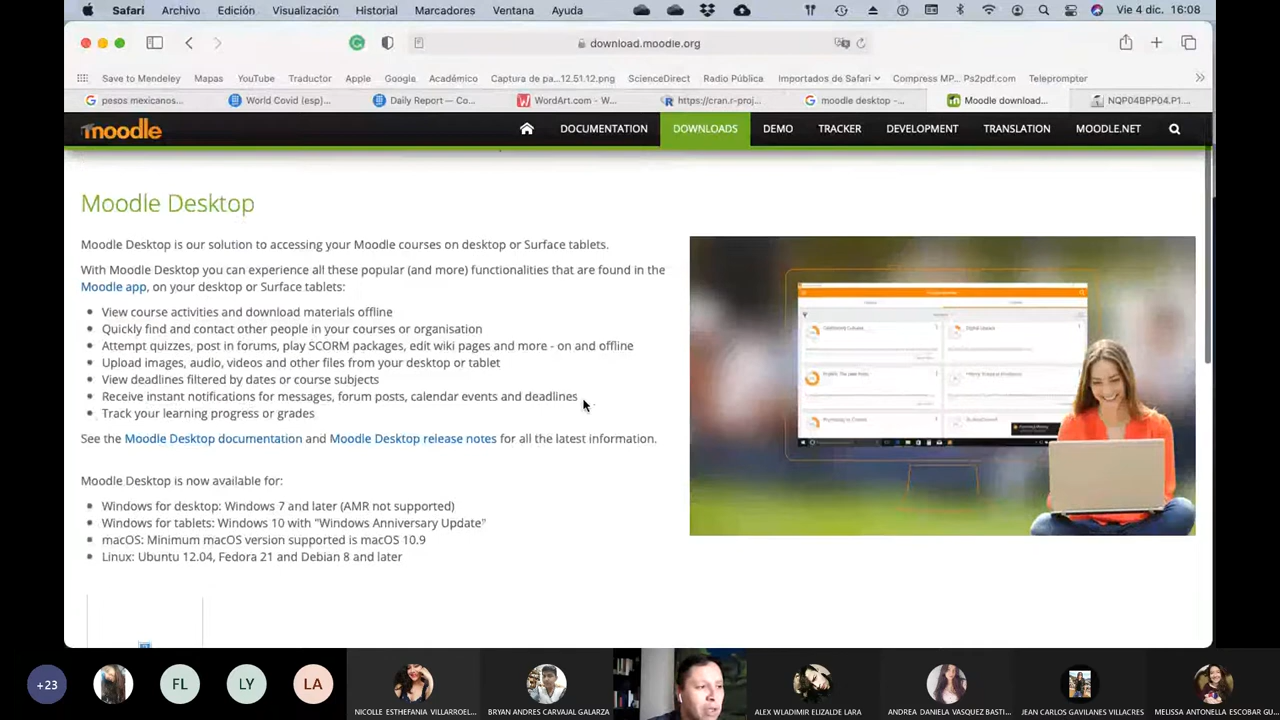 Safari Archivo Edición Visualización Historial Marcadores Ventana Ayuda Vie 4 dic. 16:08
download.moodle.org
Save to Mendeley Mapas YouTube Traductor Apple Google Académico Captura de pa...12.51.12.png ScienceDirect Radio Pública Importados de Safari Compress MP... Ps2pdf.com Teleprompter
pesos mexicanos... World Covid (esp)... Daily Report — Co... WordArt.com - W... https://cran.r-proj... moodle desktop -... Moodle download... NQP04BPP04.P1...
moodle DOCUMENTATION DOWNLOADS DEMO TRACKER DEVELOPMENT TRANSLATION MOODLE.NET
Moodle Desktop
Moodle Desktop is our solution to accessing your Moodle courses on desktop or Surface tablets.
With Moodle Desktop you can experience all these popular (and more) functionalities that are found in the
Moodle app, on your desktop or Surface tablets:
View course activities and download materials offline
Quickly find and contact other people in your courses or organisation
Attempt quizzes, post in forums, play SCORM packages, edit wiki pages and more - on and offline
Upload images, audio, videos and other files from your desktop or tablet
View deadlines filtered by dates or course subjects
Receive instant notifications for messages, forum posts, calendar events and deadlines
Track your learning progress or grades
See the Moodle Desktop documentation and Moodle Desktop release notes for all the latest information.
Moodle Desktop is now available for:
Windows for desktop: Windows 7 and later (AMR not supported)
Windows for tablets: Windows 10 with "Windows Anniversary Update"
macOS: Minimum macOS version supported is macOS 10.9
Linux: Ubuntu 12.04, Fedora 21 and Debian 8 and later
+23 FL LY LA
NICOLLE ESTHEFANIA VILLARROEL... BRYAN ANDRES CARVAJAL GALARZA ALEX WLADIMIR ELIZALDE LARA ANDREA DANIELA VASQUEZ BASTI... JEAN CARLOS GAVILANES VILLACRES MELISSA ANTONELLA ESCOBAR GU...